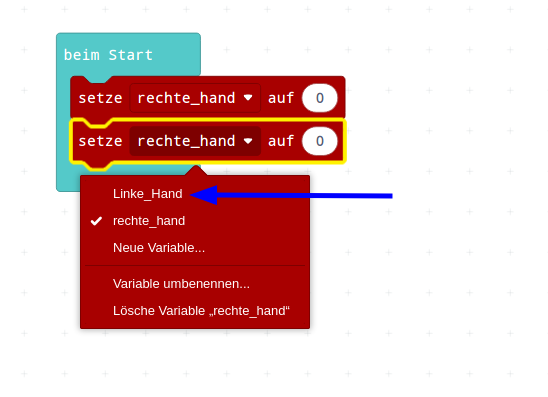 beim Start
setze rechte_hand auf 0
setze rechte_hand auf 0
Linke_Hand
rechte_hand
Neue Variable...
Variable umbenennen...
Lösche Variable „rechte_hand“